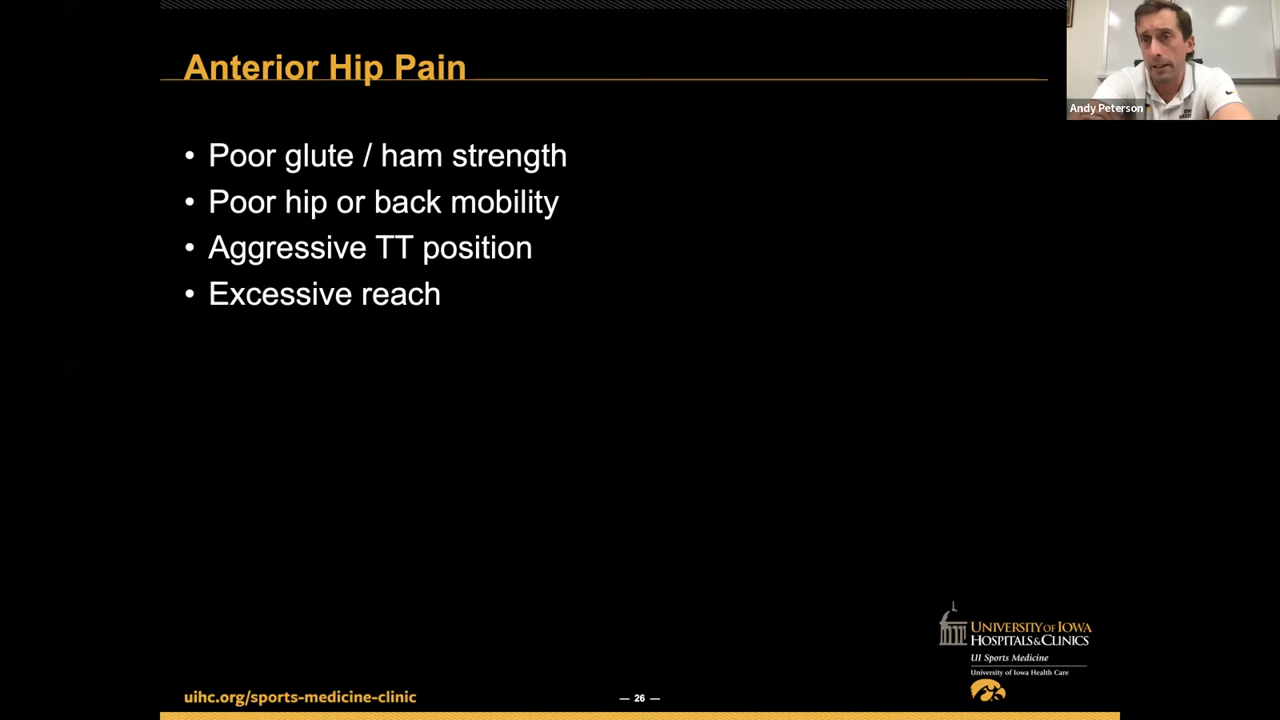 Anterior Hip Pain
Andy Peterson
• Poor glute / ham strength
• Poor hip or back mobility
• Aggressive TT position
• Excessive reach
UNIVERSITY OF IOWA
HOSPITALS & CLINICS
UI Sports Medicine
University of Iowa Health Care
uihc.org/sports-medicine-clinic
— 26 —